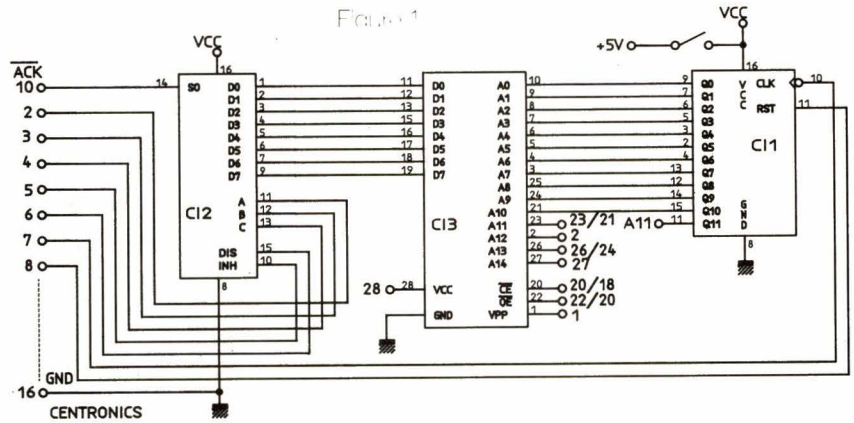 Figure 1
VCC
+5V
VCC
ACK
10
14
S0
16
D0
D1
D2
D3
D4
D5
D6
D7
1
2
3
4
5
6
7
9
A
B
C
11
12
13
CI2
DIS
INH
15
10
8
2
3
4
5
6
7
8
GND
16
CENTRONICS
11
12
13
15
16
17
18
19
D0
D1
D2
D3
D4
D5
D6
D7
CI3
28
28
VCC
GND
A0
A1
A2
A3
A4
A5
A6
A7
A8
A9
A10
A11
A12
A13
A14
CE
OE
VPP
10
9
8
7
6
5
4
3
25
24
21
23
2
26
27
20
22
1
23/21
2
26/24
27
20/18
22/20
1
A11
9
7
6
5
3
2
4
13
12
14
15
11
Q0
Q1
Q2
Q3
Q4
Q5
Q6
Q7
Q8
Q9
Q10
Q11
16
VCC
CLK
RST
10
11
CI1
GND
8